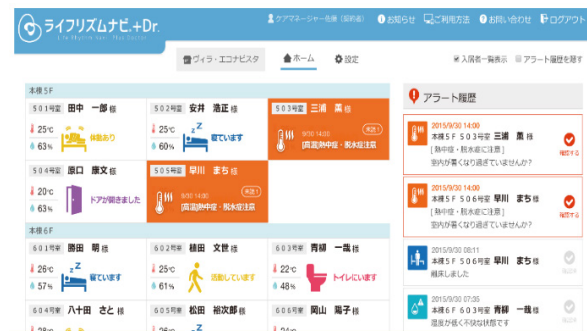 ライフリズムナビ+Dr.
Life Rhythm Navi + Plus Doctor
ケアマネージャー佐藤 (契約者)
お知らせ
ご利用方法
お問い合わせ
ログアウト
ヴィラ・エコナビスタ
ホーム
設定
入居者一覧表示
アラート履歴を隠す
本棟5F
501号室 田中 一郎 様
25℃
63%
体動あり
502号室 安井 浩正 様
25℃
60%
寝ています
503号室 三浦 薫 様
9/30 14:00
[高温]熱中症・脱水症注意
504号室 原口 康文 様
20℃
63%
ドアが開きました
505号室 早川 まち 様
9/30 14:00
[高温]熱中症・脱水症注意
本棟6F
601号室 勝田 明 様
26℃
57%
寝ています
602号室 植田 文世 様
25℃
61%
活動しています
603号室 青柳 一哉 様
22℃
48%
トイレにいます
604号室 八十田 さと 様
605号室 松田 裕次郎 様
606号室 岡山 陽子 様
アラート履歴
2015/9/30 14:00
本棟5F 503号室 三浦 薫 様
[熱中症・脱水症に注意]
室内が暑くなり過ぎていませんか?
確認する
2015/9/30 14:00
本棟5F 506号室 早川 まち 様
[熱中症・脱水症に注意]
室内が暑くなり過ぎていませんか?
確認する
2015/9/30 08:11
本棟5F 506号室 早川 まち 様
離床しました
2015/9/30 07:35
本棟6F 603号室 青柳 一哉 様
湿度が低く不快な状態です